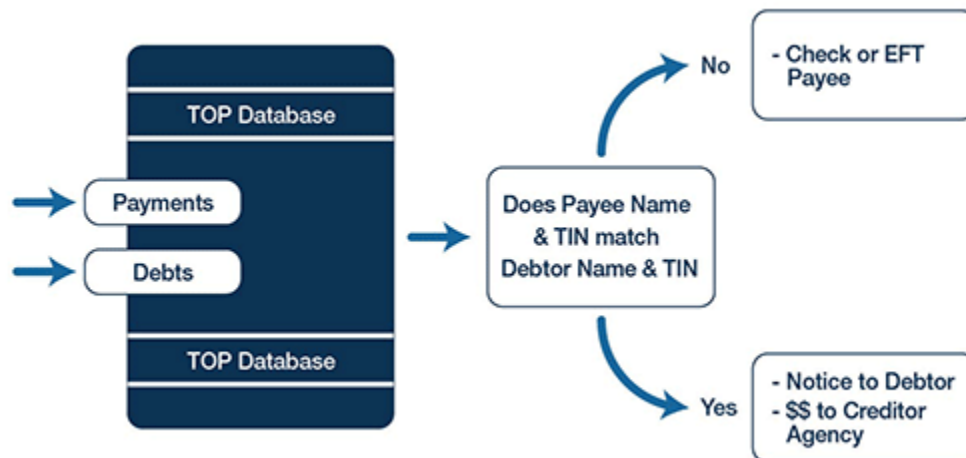 TOP Database
Payments
Debts
TOP Database
Does Payee Name
& TIN match
Debtor Name & TIN
No
- Check or EFT
Payee
Yes
- Notice to Debtor
- $$ to Creditor
Agency